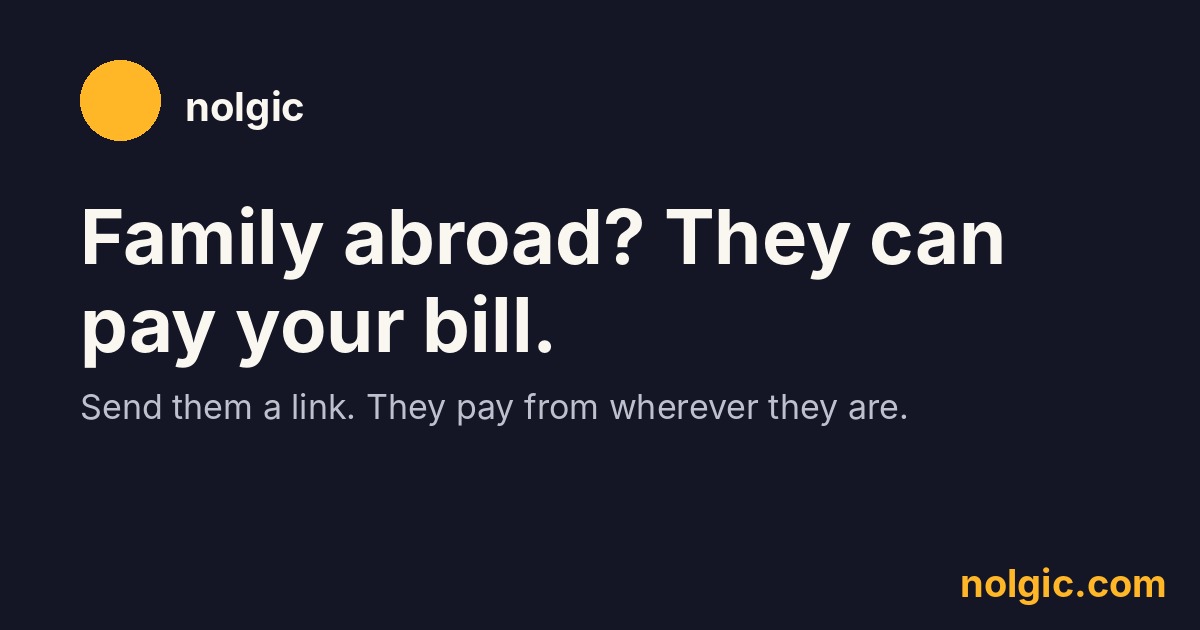 nolgic
Family abroad? They can
pay your bill.
Send them a link. They pay from wherever they are.
nolgic.com